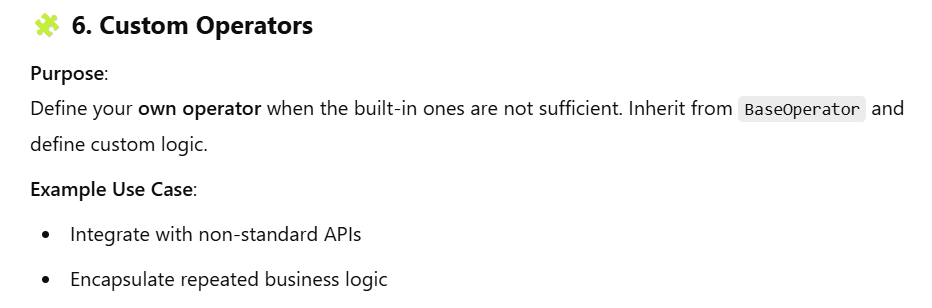 🧩 6. Custom Operators
Purpose:
Define your own operator when the built-in ones are not sufficient. Inherit from BaseOperator and
define custom logic.
Example Use Case:
• Integrate with non-standard APIs
• Encapsulate repeated business logic